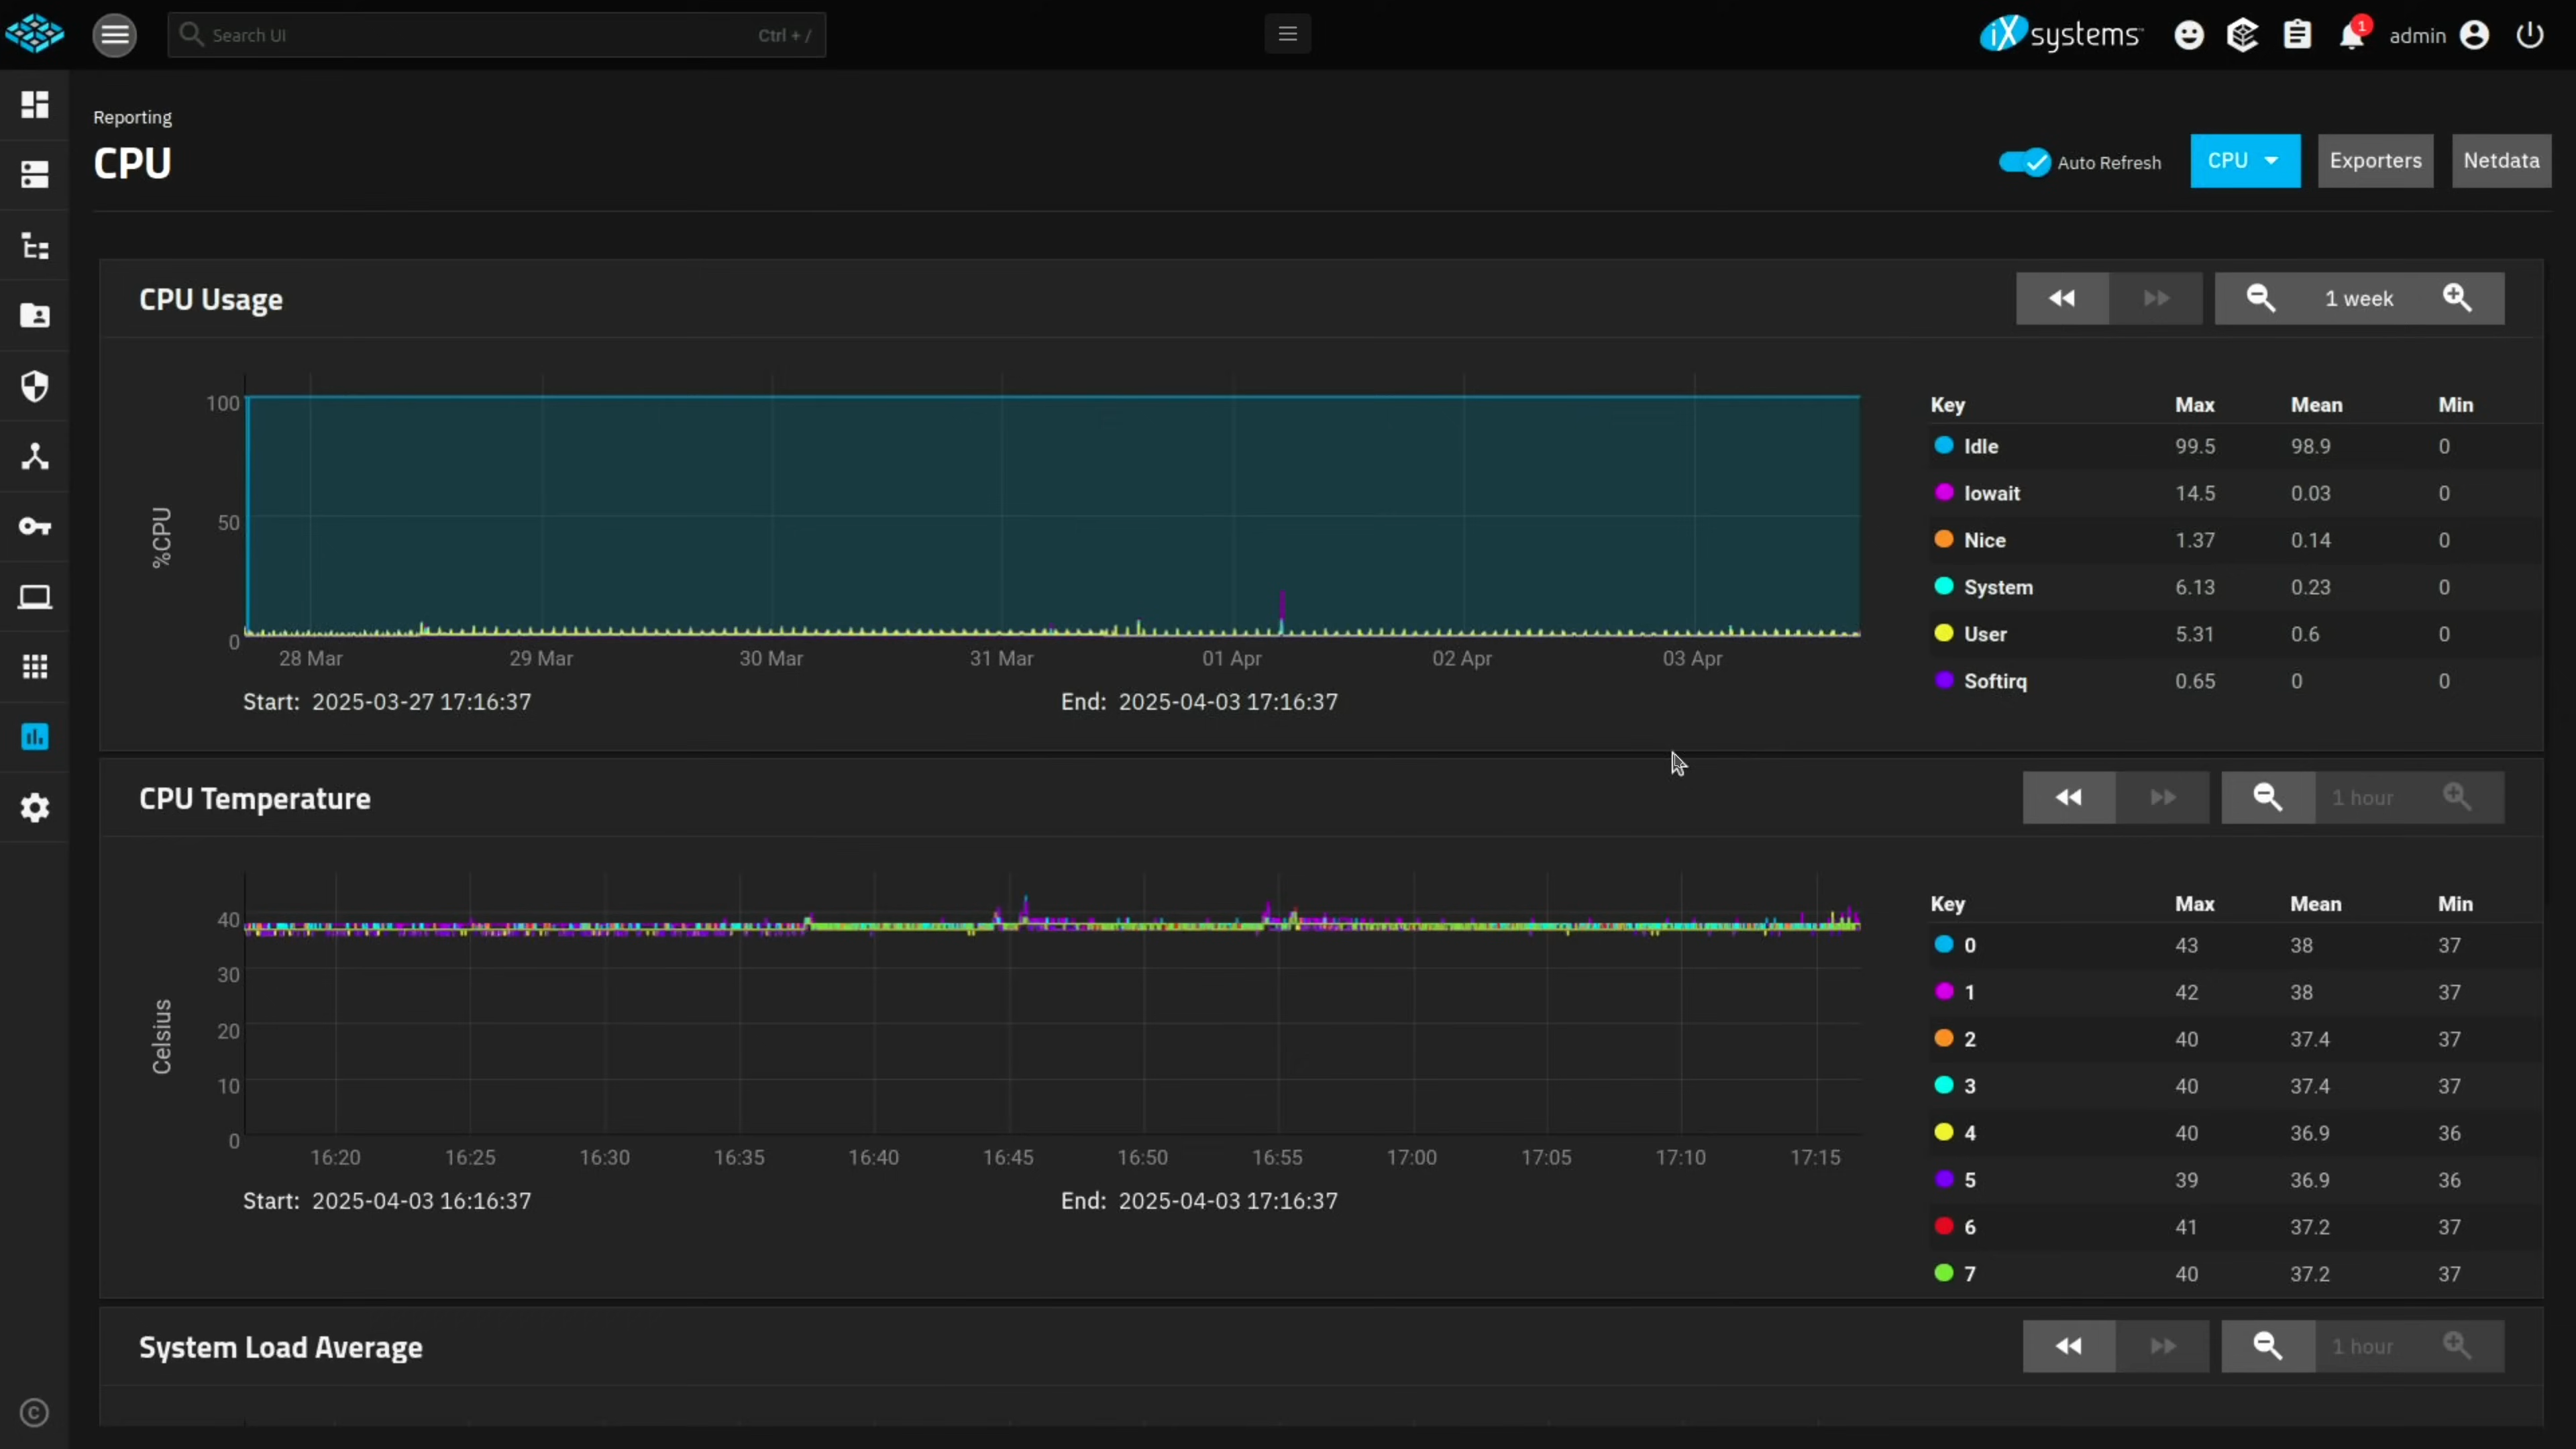 Search UI Ctrl + /
iXsystems
1
admin
Reporting
CPU
Auto Refresh
CPU
Exporters
Netdata
CPU Usage
1 week
100
50
0
%CPU
28 Mar 29 Mar 30 Mar 31 Mar 01 Apr 02 Apr 03 Apr
Start: 2025-03-27 17:16:37 End: 2025-04-03 17:16:37
Key Max Mean Min
Idle 99.5 98.9 0
Iowait 14.5 0.03 0
Nice 1.37 0.14 0
System 6.13 0.23 0
User 5.31 0.6 0
Softirq 0.65 0 0
CPU Temperature
1 hour
40
30
20
10
0
Celsius
16:20 16:25 16:30 16:35 16:40 16:45 16:50 16:55 17:00 17:05 17:10 17:15
Start: 2025-04-03 16:16:37 End: 2025-04-03 17:16:37
Key Max Mean Min
0 43 38 37
1 42 38 37
2 40 37.4 37
3 40 37.4 37
4 40 36.9 36
5 39 36.9 36
6 41 37.2 37
7 40 37.2 37
System Load Average
1 hour
©